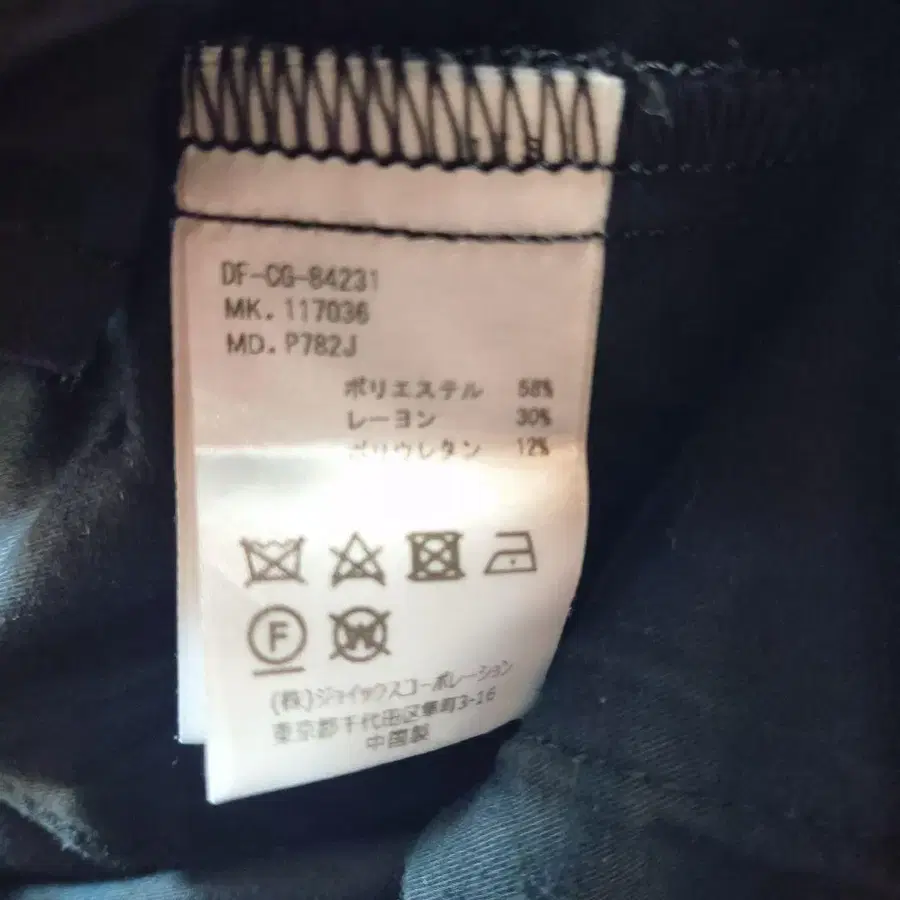 DF-CG-84231
MK. 117036
MD. P782J
ポリエステル 58%
レーヨン 30%
ポリウレタン 12%
F
W
(株)ジョイックスコーポレーション
東京都千代田区隼町3-16
中国製